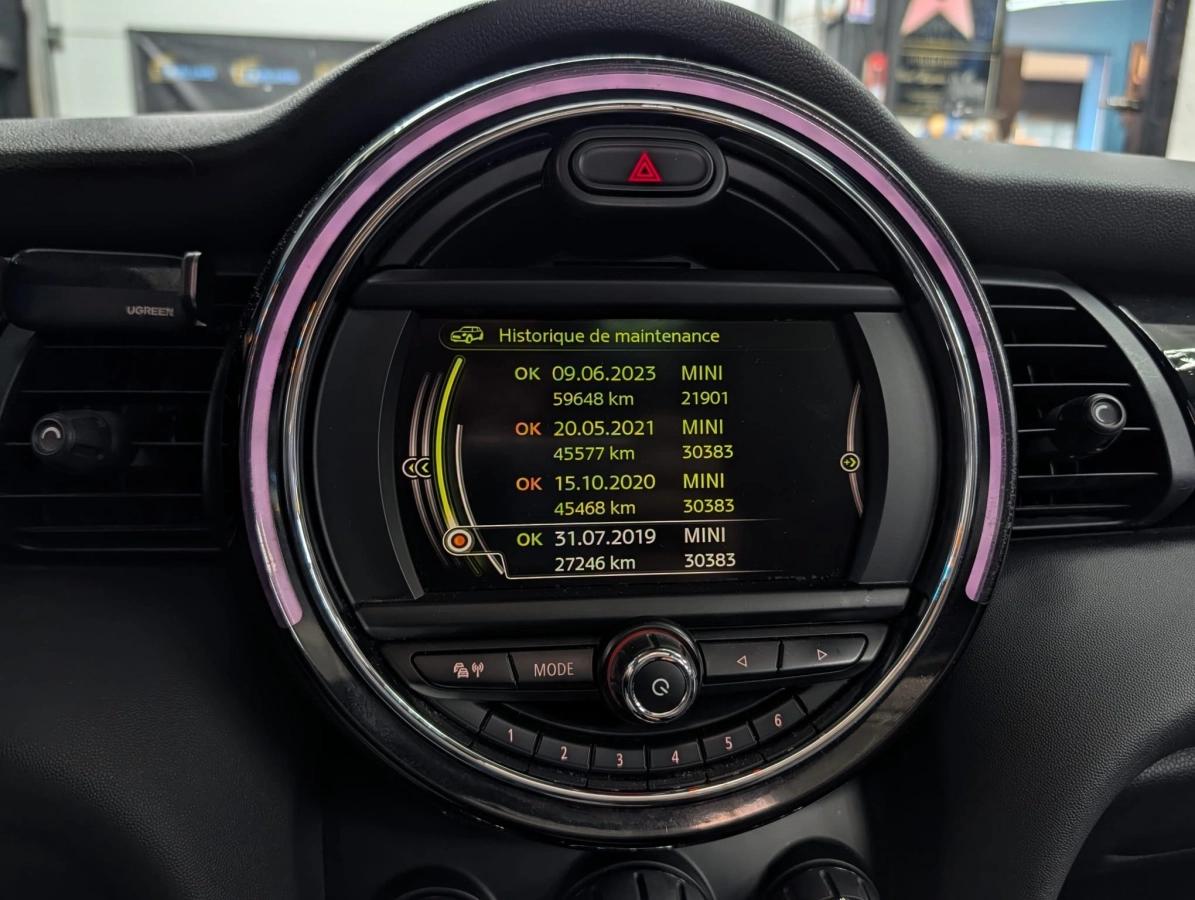 UGREEN
Historique de maintenance
OK 09.06.2023 MINI
59648 km 21901
OK 20.05.2021 MINI
45577 km 30383
OK 15.10.2020 MINI
45468 km 30383
OK 31.07.2019 MINI
27246 km 30383
MODE
1 2 3 4 5 6